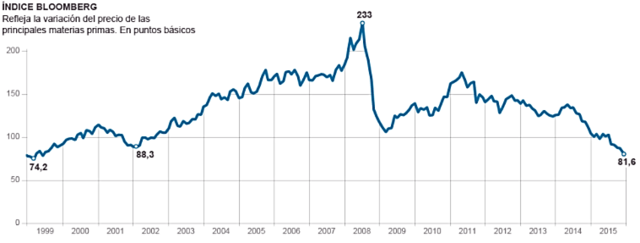 ÍNDICE BLOOMBERG
Refleja la variación del precio de las
principales materias primas. En puntos básicos
233
200
150
100
88,3
74,2
81,6
50
0
1999 2000 2001 2002 2003 2004 2005 2006 2007 2008 2009 2010 2011 2012 2013 2014 2015